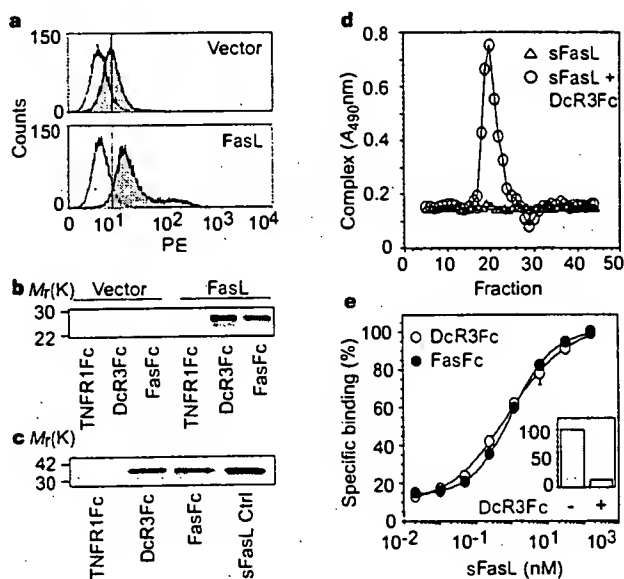 a
150
Vector
0
150
FasL
0
Counts
0 10¹ 10² 10³ 10⁴
PE
b Mr(K) Vector FasL
30
22
TNFR1Fc
DcR3Fc
FasFc
TNFR1Fc
DcR3Fc
FasFc
c Mr(K)
42
30
TNFR1Fc
DcR3Fc
FasFc
sFasL Ctrl
d
sFasL
sFasL +
DcR3Fc
Complex (A490nm)
0.8
0.6
0.4
0.2
0
0 10 20 30 40 50
Fraction
e
DcR3Fc
FasFc
Specific binding (%)
100
80
60
40
20
0
100
50
0
DcR3Fc - +
10⁻² 10⁻¹ 10⁰ 10¹ 10²
sFasL (nM)